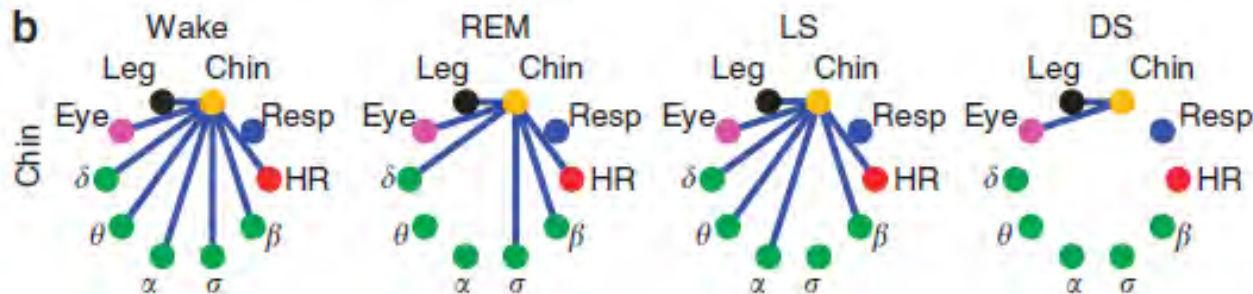 b Wake REM LS DS
Leg Chin Leg Chin Leg Chin Leg Chin
Eye Resp Eye Resp Eye Resp Eye Resp
Chin
δ HR δ HR δ HR δ HR
θ β θ β θ β θ β
α σ α σ α σ α σ